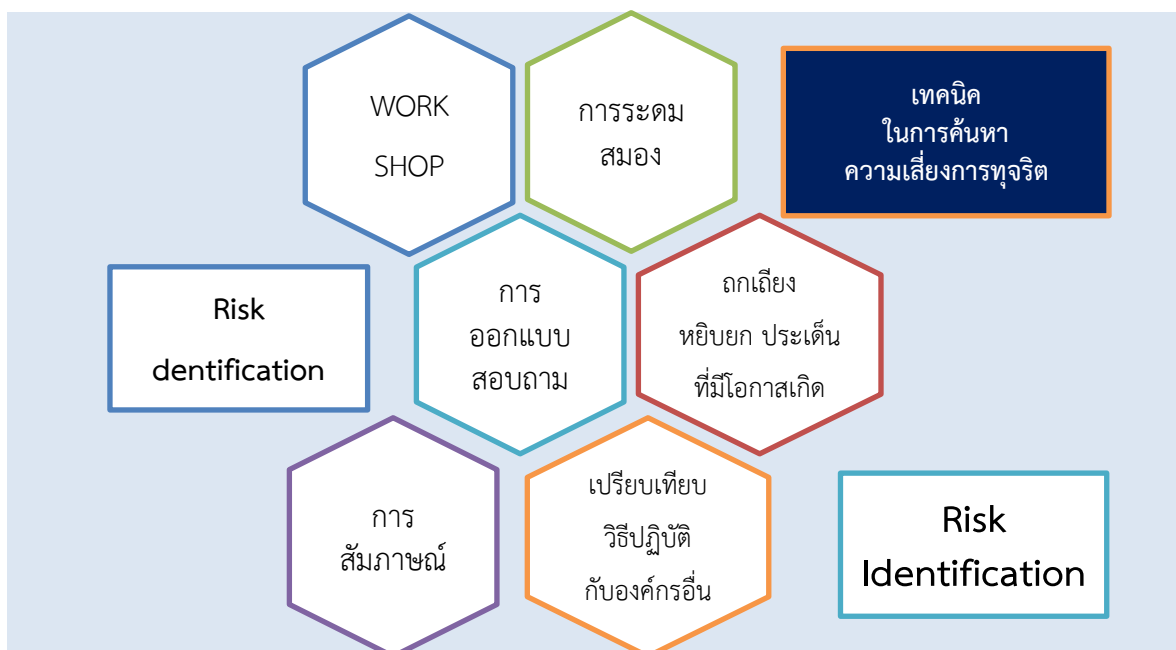 WORK
SHOP
การระดม
สมอง
เทคนิค
ในการค้นหา
ความเสี่ยงการทุจริต
Risk
dentification
การ
ออกแบบ
สอบถาม
ถกเถียง
หยิบยก ประเด็น
ที่มีโอกาสเกิด
การ
สัมภาษณ์
เปรียบเทียบ
วิธีปฏิบัติ
กับองค์กรอื่น
Risk
Identification